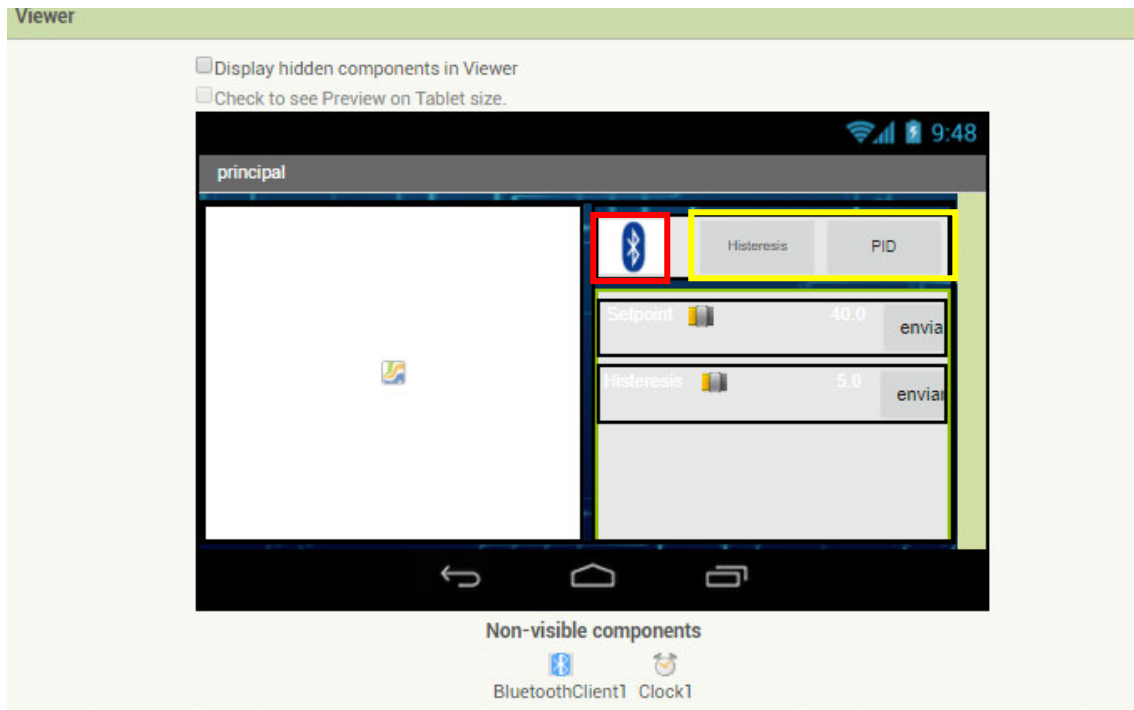 Viewer
Display hidden components in Viewer
Check to see Preview on Tablet size.
9:48
principal
Histeresis PID
Setpoint 40.0 envia
Histeresis 5.0 enviar
Non-visible components
BluetoothClient1 Clock1